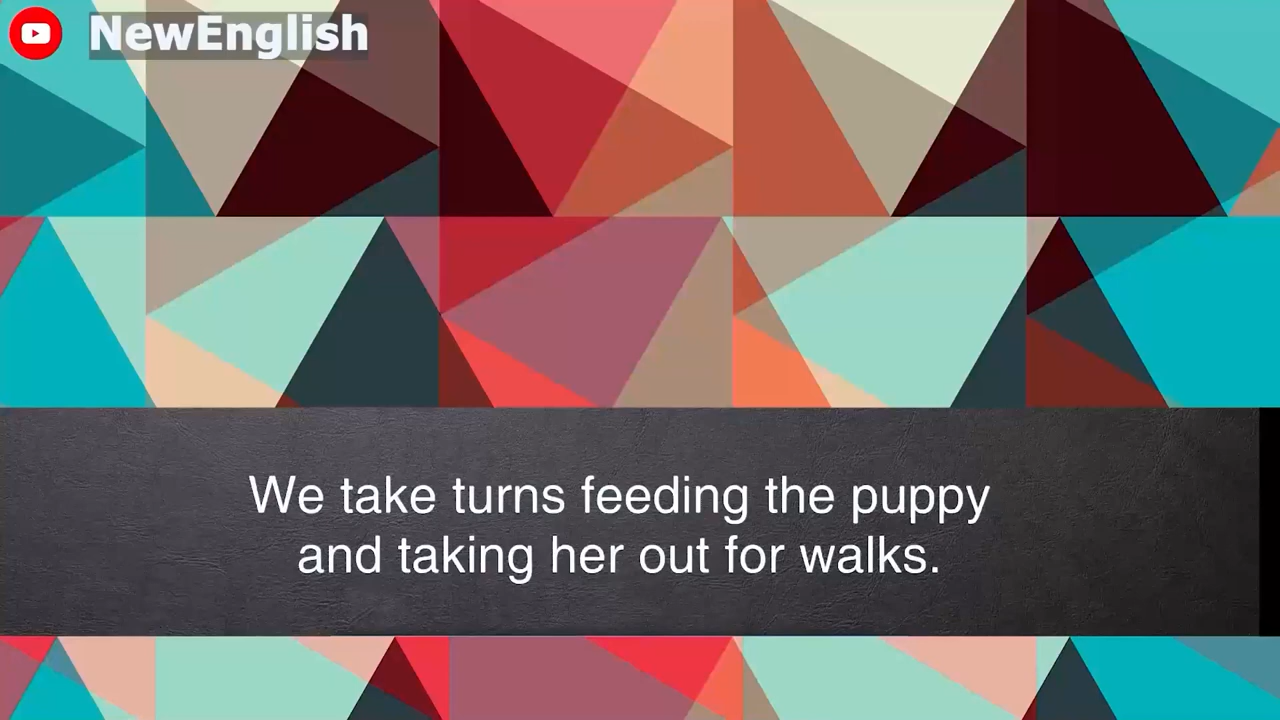 NewEnglish
We take turns feeding the puppy
and taking her out for walks.